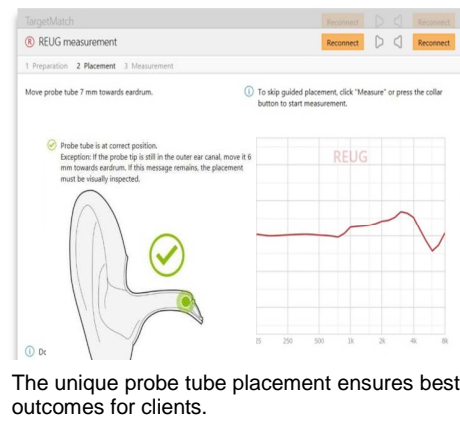 TargetMatch
Reconnect
Reconnect
R REUG measurement
Reconnect
Reconnect
1 Preparation 2 Placement 3 Measurement
Move probe tube 7 mm towards eardrum.
To skip guided placement, click "Measure" or press the collar
button to start measurement.
Probe tube is at correct position.
Exception: If the probe tip is still in the outer ear canal, move it 6
mm towards eardrum. If this message remains, the placement
must be visually inspected.
REUG
250 500 1k 2k 4k 8k
The unique probe tube placement ensures best
outcomes for clients.